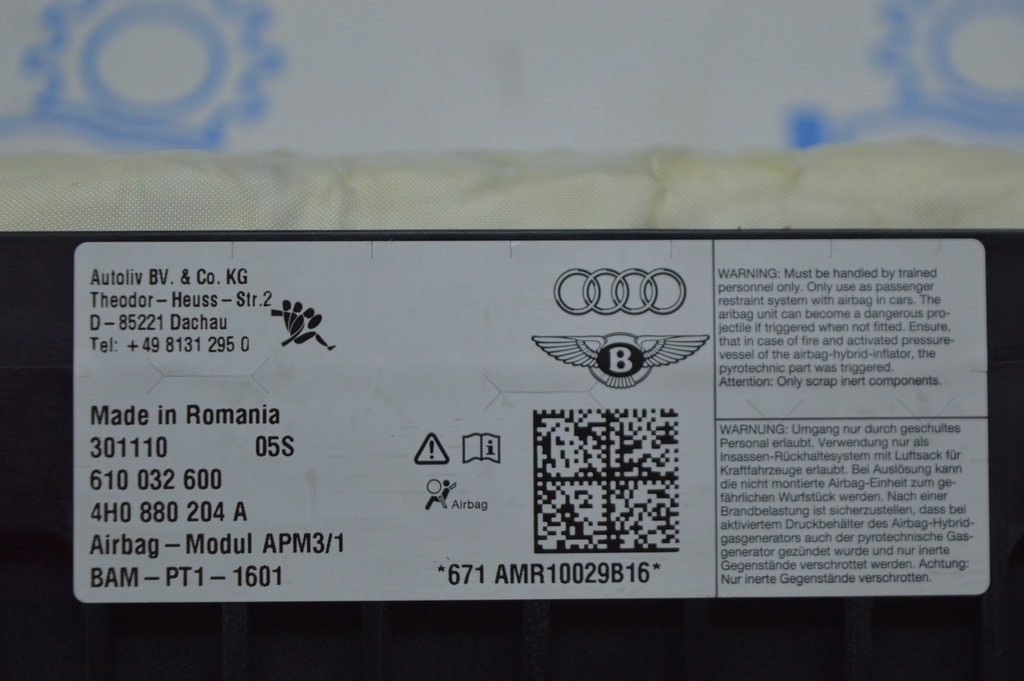 Autoliv BV. & Co. KG
Theodor-Heuss-Str.2
D-85221 Dachau
Tel: +49 8131 295 0
Made in Romania
301110 05S
610 032 600
4H0 880 204 A
Airbag-Modul APM3/1
BAM-PT1-1601
B
i
Airbag
*671 AMR10029B16*
WARNING: Must be handled by trained
personnel only. Only use as passenger
restraint system with airbag in cars. The
aribag unit can become a dangerous pro-
jectile if triggered when not fitted. Ensure,
that in case of fire and activated pressure-
vessel of the airbag-hybrid-inflator, the
pyrotechnic part was triggered.
Attention: Only scrap inert components.
WARNUNG: Umgang nur durch geschultes
Personal erlaubt. Verwendung nur als
Insassen-Rückhaltesystem mit Luftsack für
Kraftfahrzeuge erlaubt. Bei Auslösung kann
die nicht montierte Airbag-Einheit zum ge-
fährlichen Wurfstück werden. Nach einer
Brandbelastung ist sicherzustellen, dass bei
aktiviertem Druckbehälter des Airbag-Hybrid-
gasgenerators auch der pyrotechnische Gas-
generator gezündet wurde und nur inerte
Gegenstände verschrottet werden. Achtung:
Nur inerte Gegenstände verschrotten.